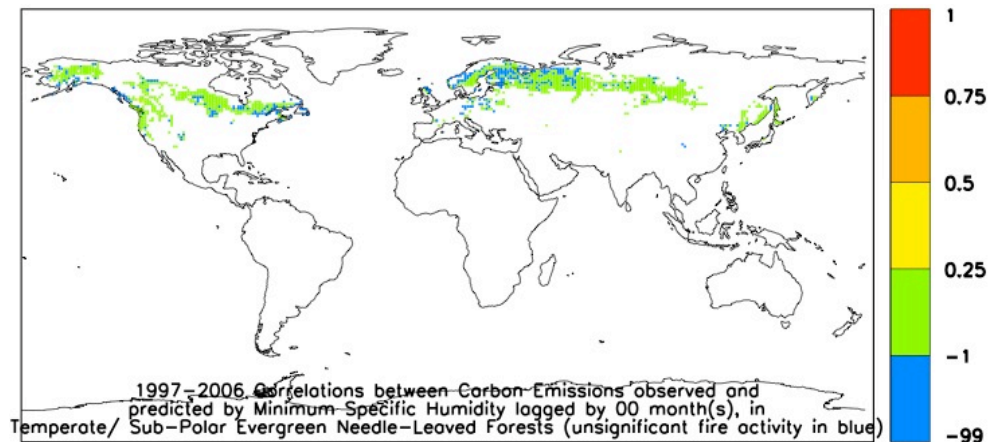 1
0.75
0.5
0.25
-1
-99
1997-2006 Correlations between Carbon Emissions observed and
predicted by Minimum Specific Humidity lagged by 00 month(s), in
Temperate/ Sub-Polar Evergreen Needle-Leaved Forests (unsignificant fire activity in blue)